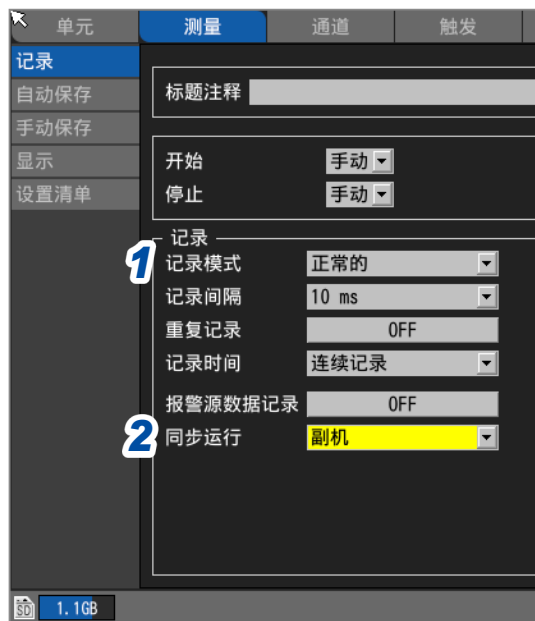 单元 测量 通道 触发
记录
自动保存
手动保存
显示
设置清单
标题注释
开始 手动
停止 手动
记录
1 记录模式 正常的
记录间隔 10 ms
重复记录 OFF
记录时间 连续记录
报警源数据记录 OFF
2 同步运行 副机
SD 1.1GB